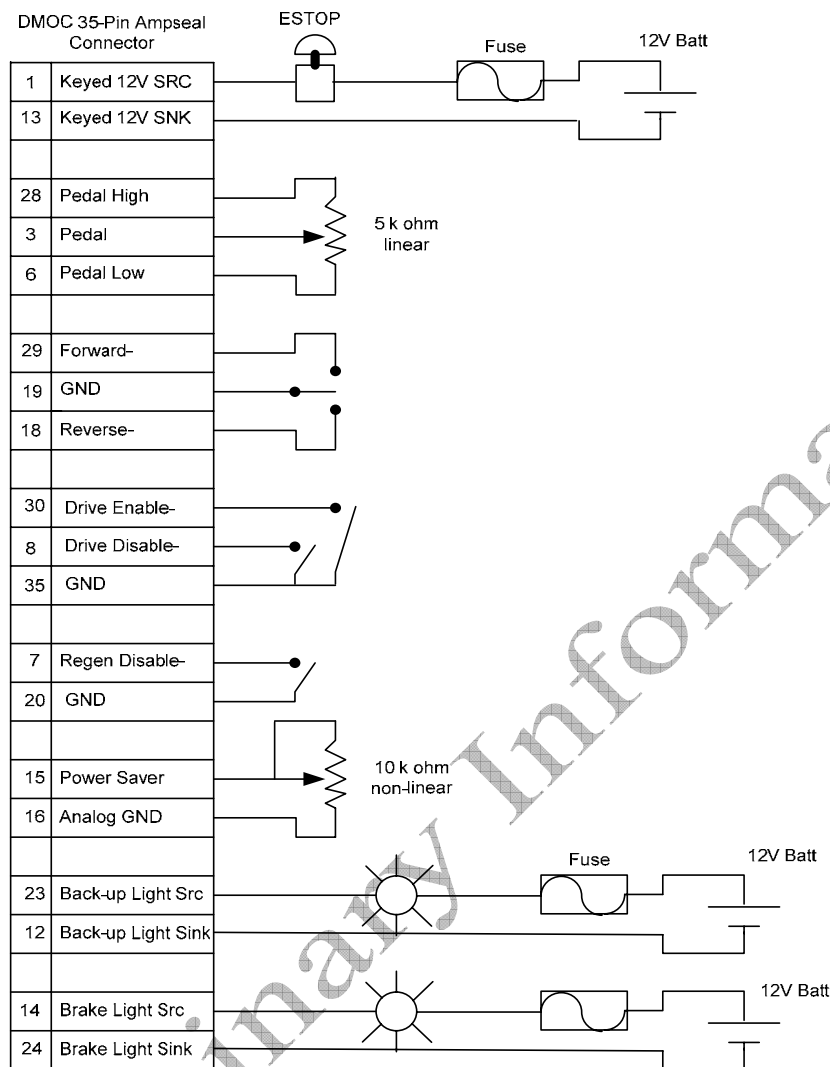 DMOC 35-Pin Ampseal
Connector
ESTOP
Fuse
12V Batt
1 Keyed 12V SRC
13 Keyed 12V SNK
28 Pedal High
3 Pedal
6 Pedal Low
5 k ohm
linear
29 Forward-
19 GND
18 Reverse-
30 Drive Enable-
8 Drive Disable-
35 GND
7 Regen Disable-
20 GND
15 Power Saver
16 Analog GND
10 k ohm
non-linear
Fuse
12V Batt
23 Back-up Light Src
12 Back-up Light Sink
12V Batt
14 Brake Light Src
24 Brake Light Sink
inary Informa